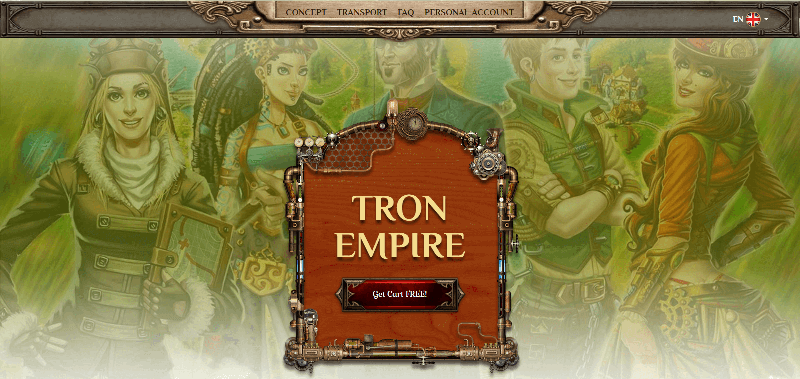 CONCEPT TRANSPORT FAQ PERSONAL ACCOUNT
EN
TRON
EMPIRE
Get Cart FREE!